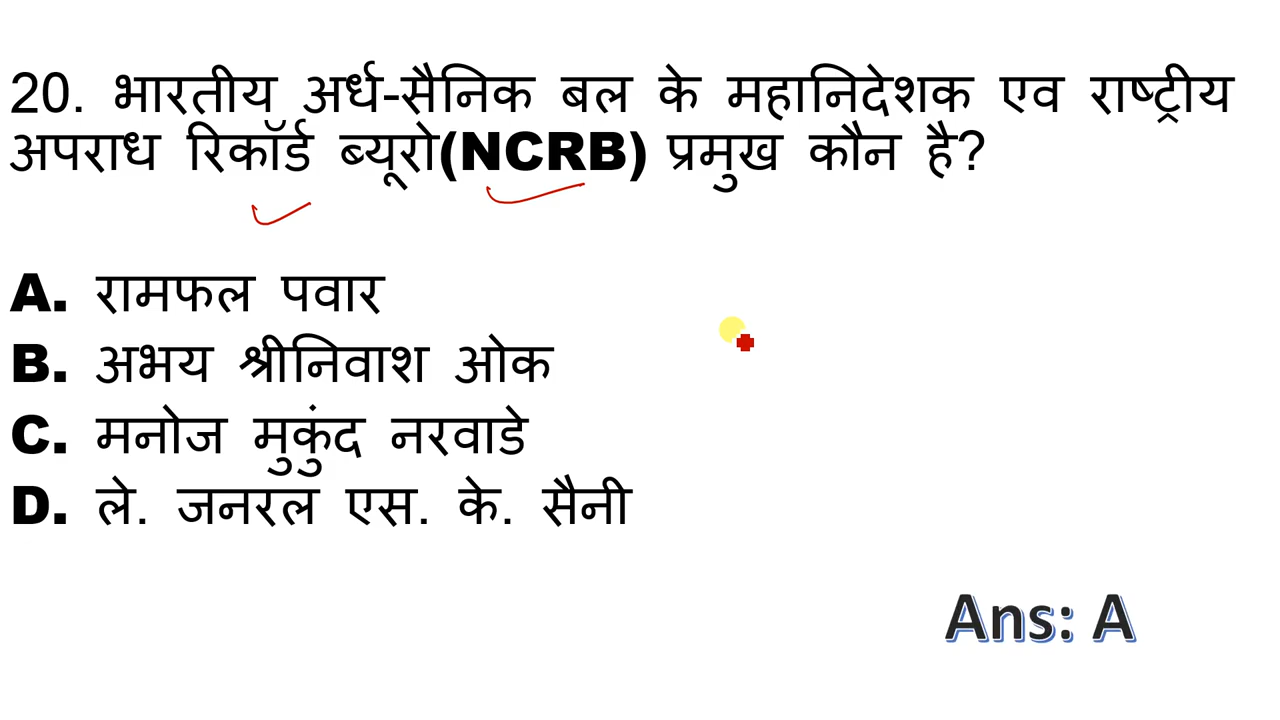 20. भारतीय अर्ध-सैनिक बल के महानिदेशक एव राष्ट्रीय
अपराध रिकॉर्ड ब्यूरो(NCRB) प्रमुख कौन है?
A. रामफल पवार
B. अभय श्रीनिवाश ओक
C. मनोज मुकुंद नरवाडे
D. ले. जनरल एस. के. सैनी
Ans: A